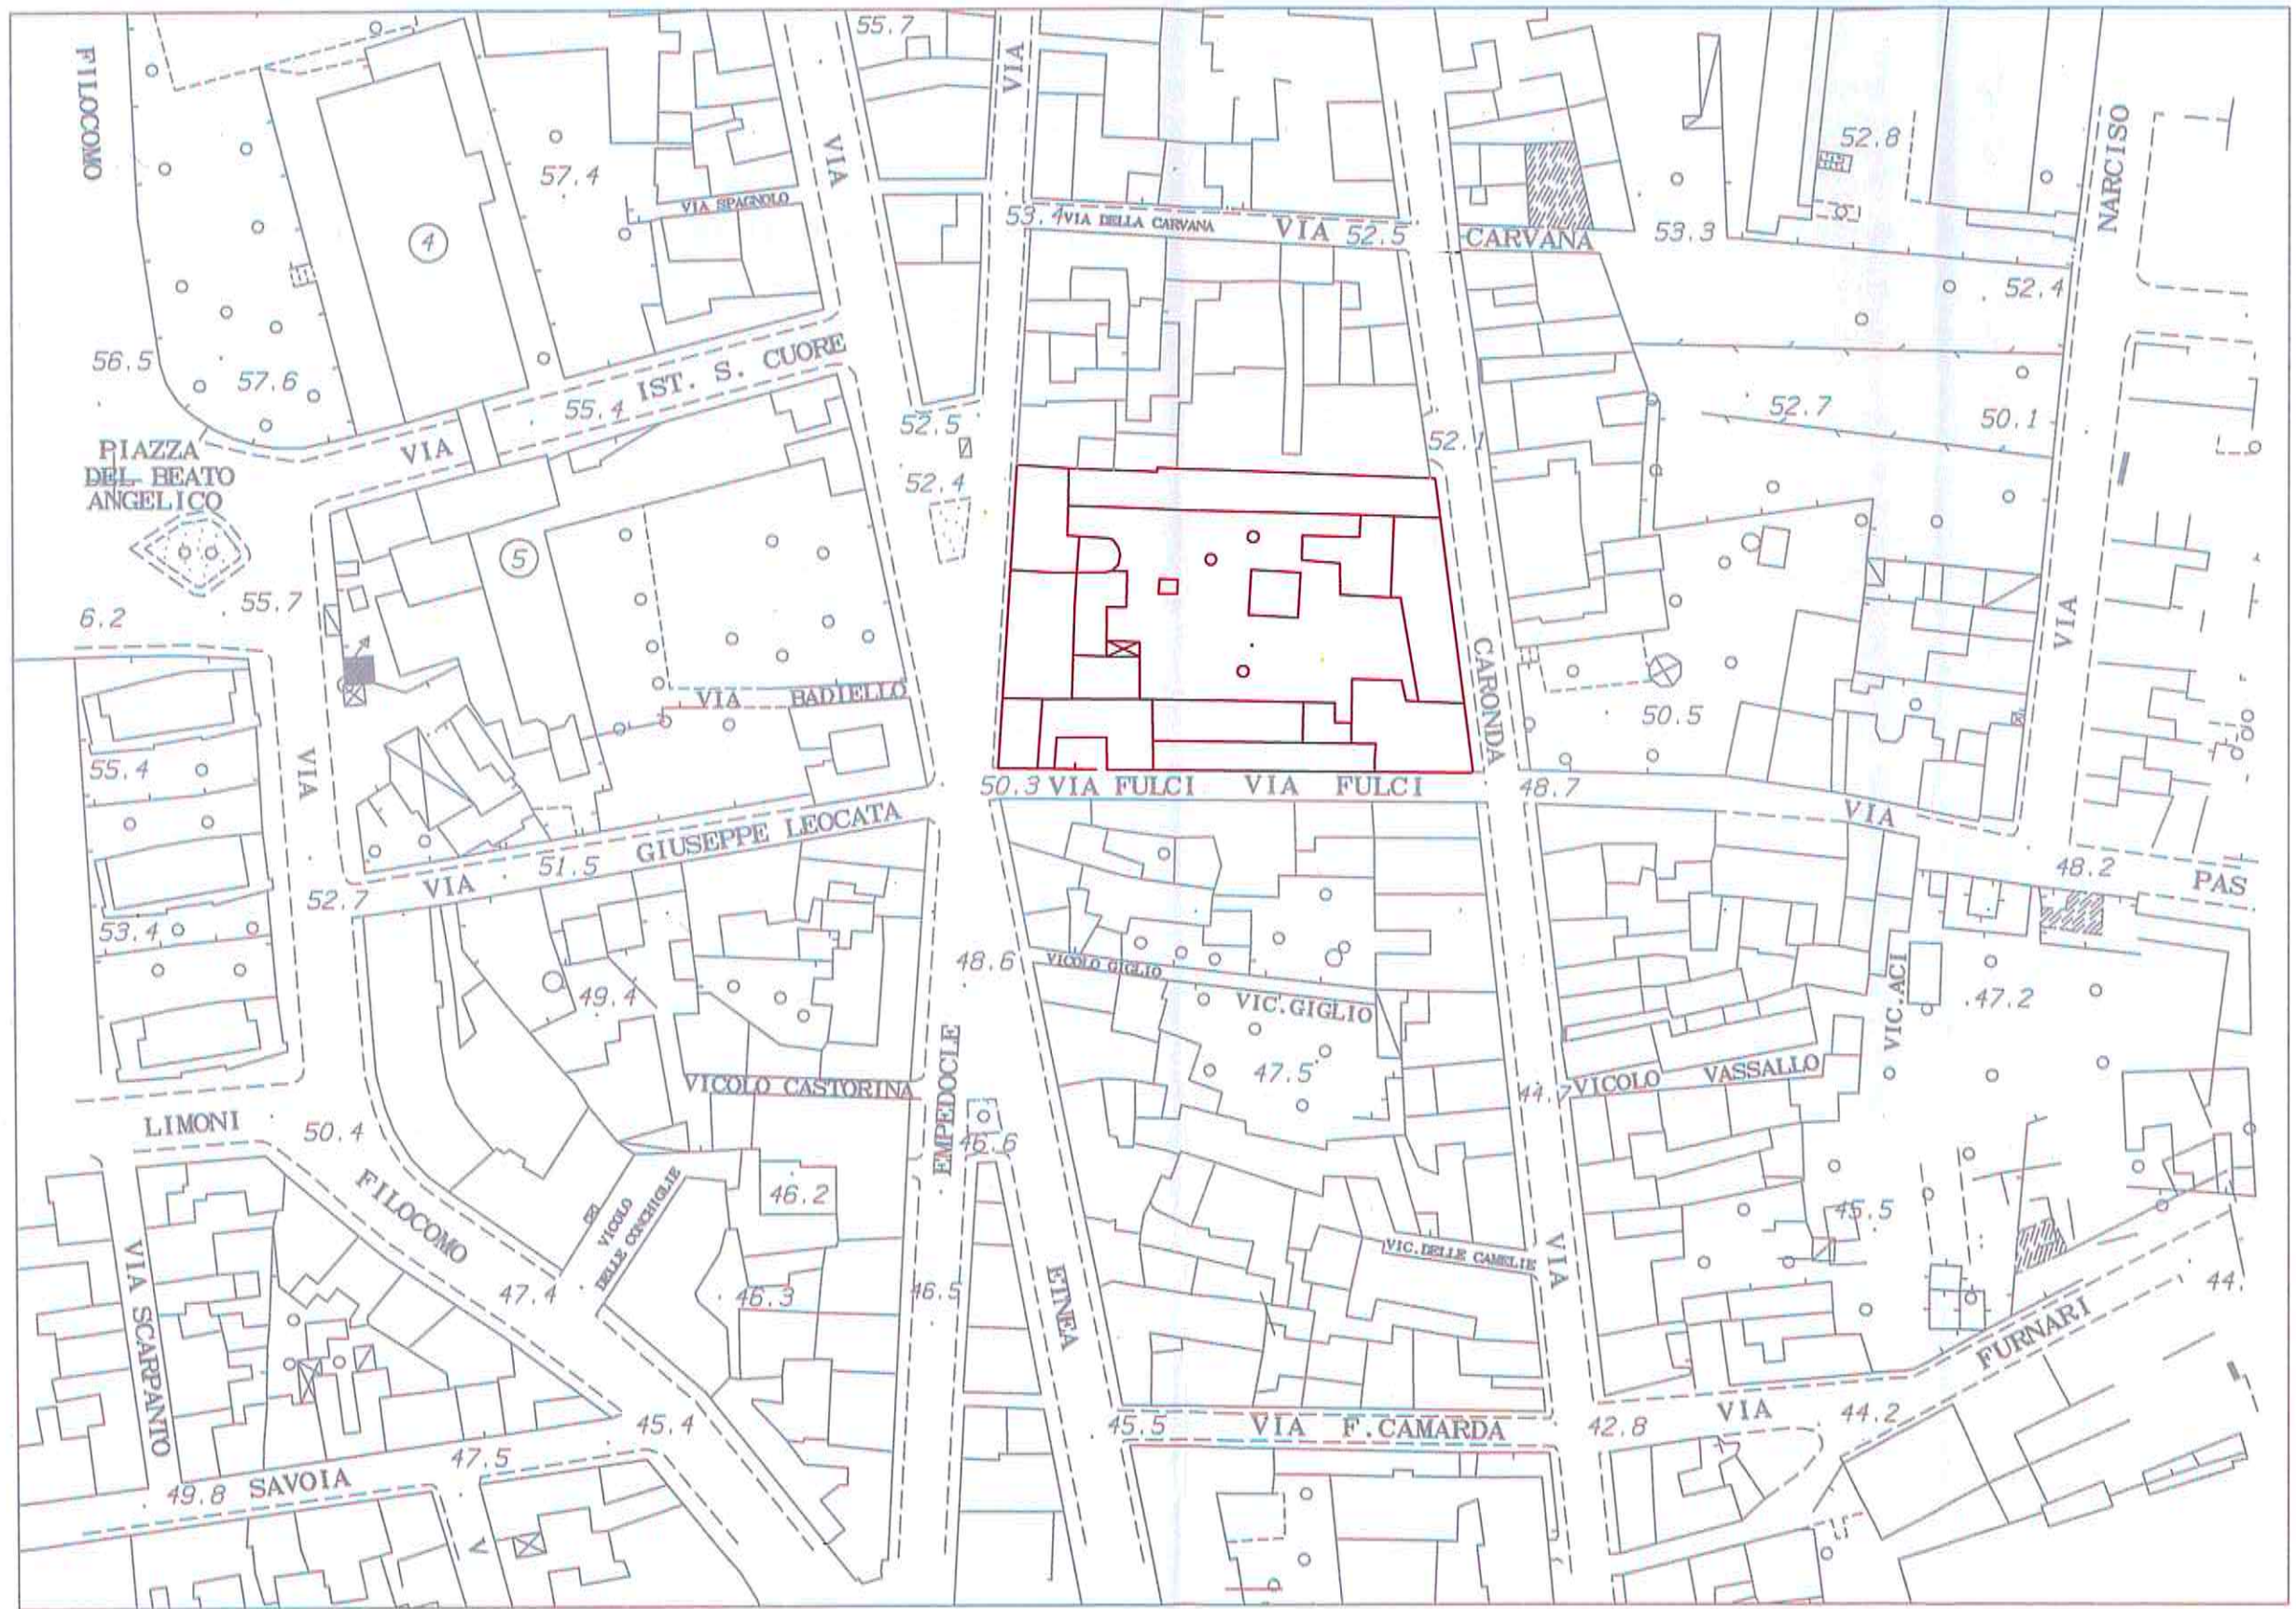 55.7
FILOCOMO
VIA
VIA
52.8
NARCISO
57.4
VIA SPAGNOLO
53.4
VIA DELLA CARVANA
VIA
52.5
CARVANA
53.3
4
52.4
56.5
57.6
IST. S. CUORE
55.4
VIA
52.7
50.1
52.5
52.1
PIAZZA
DEL BEATO
ANGELICO
52.4
5
55.7
6.2
VIA
VIA BADIELLO
CARONDA
50.5
55.4
VIA
50.3
VIA FULCI
VIA FULCI
48.7
VIA
GIUSEPPE LEOCATA
51.5
VIA
52.7
48.2
PAS
53.4
48.6
VICOLO GIGLIO
49.4
VIC.GIGLIO
VIC.ACI
47.2
47.5
VICOLO CASTORINA
EMPEDOCLE
44.7
VICOLO VASSALLO
LIMONI
50.4
46.6
46.2
FILOCOMO
VICOLO
DELLE CONCHIGLIE
45.5
VIA SCARPANTO
VIC.DELLE CAMELIE
VIA
47.4
46.3
46.5
ETNEA
44.
FURNARI
45.4
45.5
VIA F.CAMARDA
42.8
VIA
44.2
47.5
49.8
SAVOIA